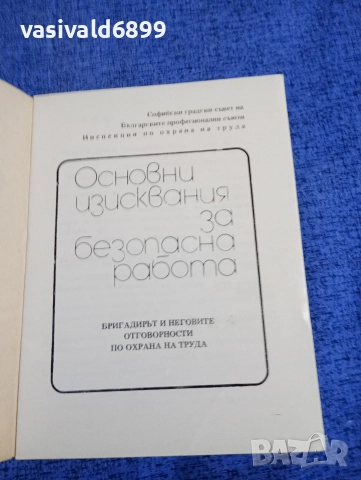 vasivald6899
Софийски градски съвет на
Българските професионални съюзи
Инспекция по охрана на труда
Основни
изисквания
за
безопасна
работа
БРИГАДИРЪТ И НЕГОВИТЕ
ОТГОВОРНОСТИ
ПО ОХРАНА НА ТРУДА
BAZAR